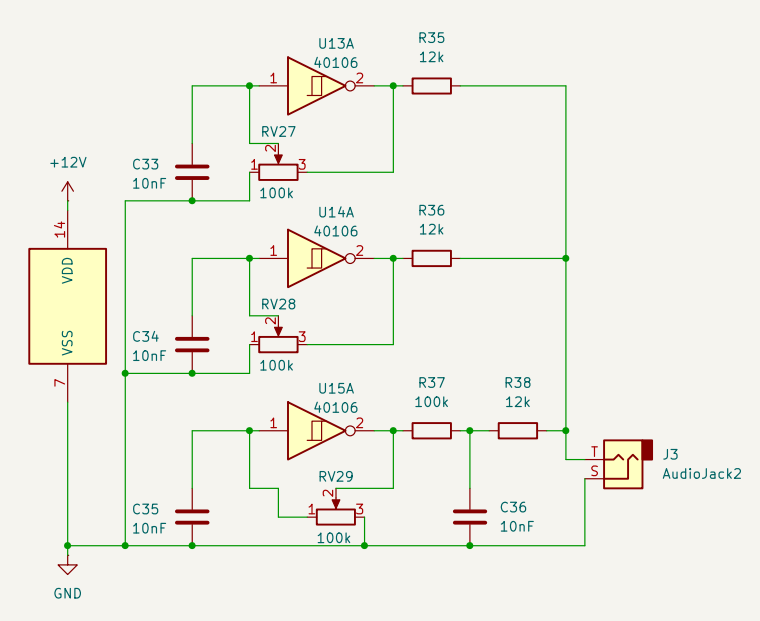 U13A
40106
1
2
R35
12k
RV27
2
1
3
100k
C33
10nF
+12V
14
VDD
VSS
7
U14A
40106
1
2
R36
12k
RV28
2
1
3
100k
C34
10nF
U15A
40106
1
2
R37
100k
R38
12k
RV29
2
1
3
100k
C35
10nF
C36
10nF
T
S
J3
AudioJack2
GND